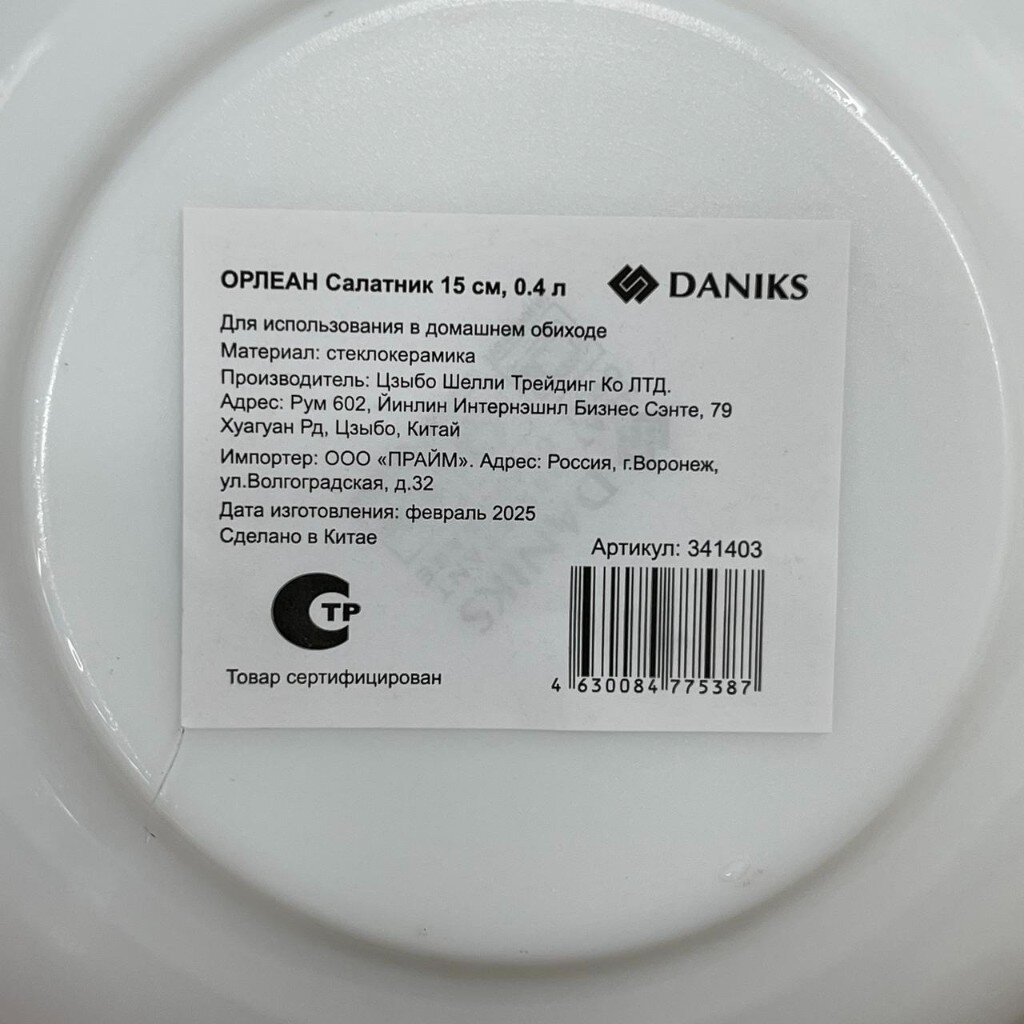 ОРЛЕАН Салатник 15 см, 0.4 л
DANIKS
Для использования в домашнем обиходе
Материал: стеклокерамика
Производитель: Цзыбо Шелли Трейдинг Ко ЛТД.
Адрес: Рум 602, Йинлин Интернэшнл Бизнес Сэнте, 79
Хуагуан Рд, Цзыбо, Китай
Импортер: ООО «ПРАЙМ». Адрес: Россия, г.Воронеж,
ул.Волгоградская, д.32
Дата изготовления: февраль 2025
Сделано в Китае
Артикул: 341403
ТР
Товар сертифицирован
4 630084 775387
DANIKS